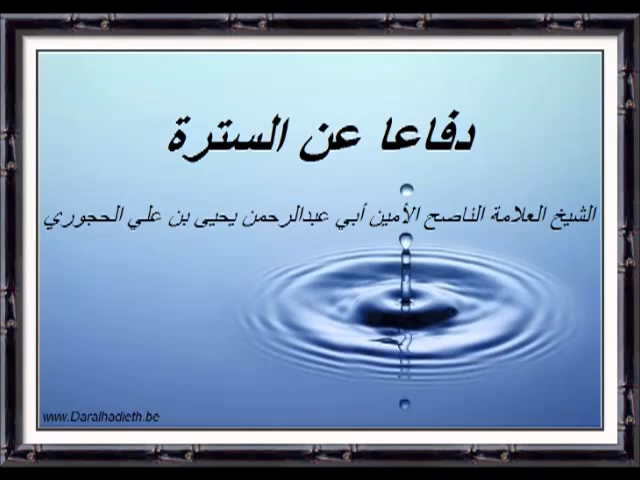 دفاعا عن السترة
الشيخ العلامة الناصح الأمين أبي عبدالرحمن يحيى بن علي الحجوري
www.Daralhadieth.be